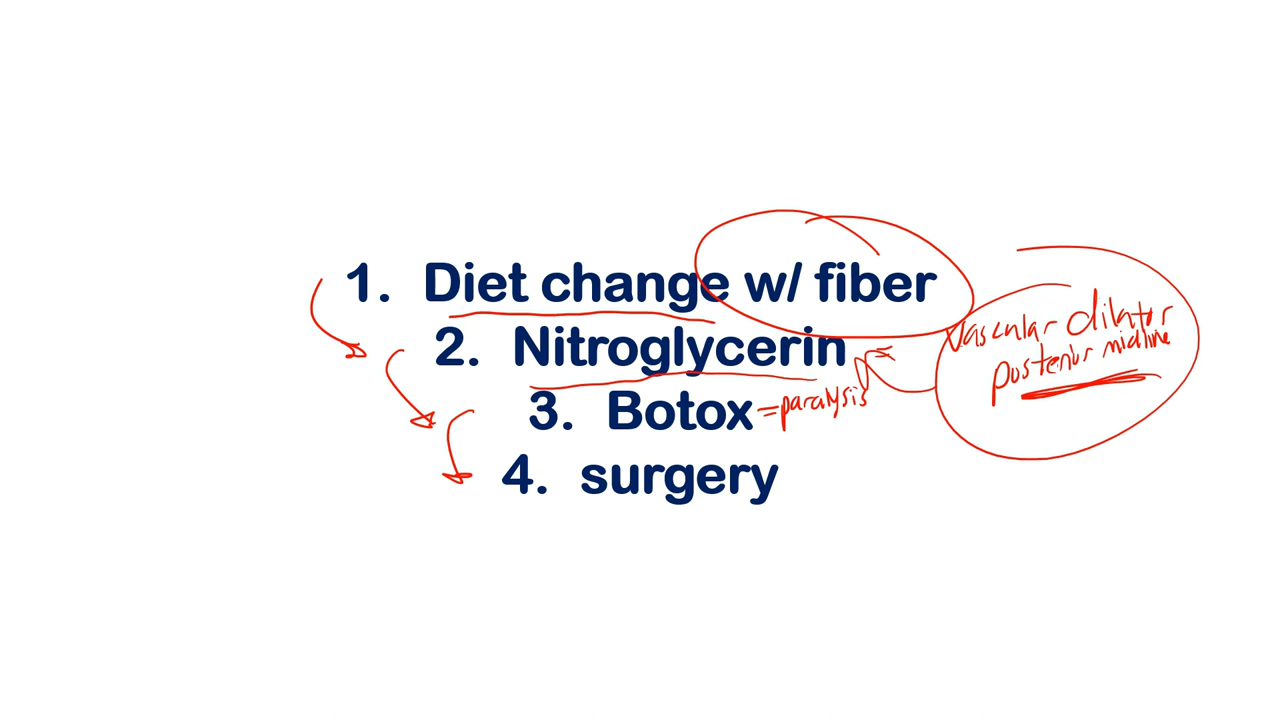 1. Diet change w/ fiber
2. Nitroglycerin
3. Botox =paralysis
4. surgery
Vascular dilator
posterior midline